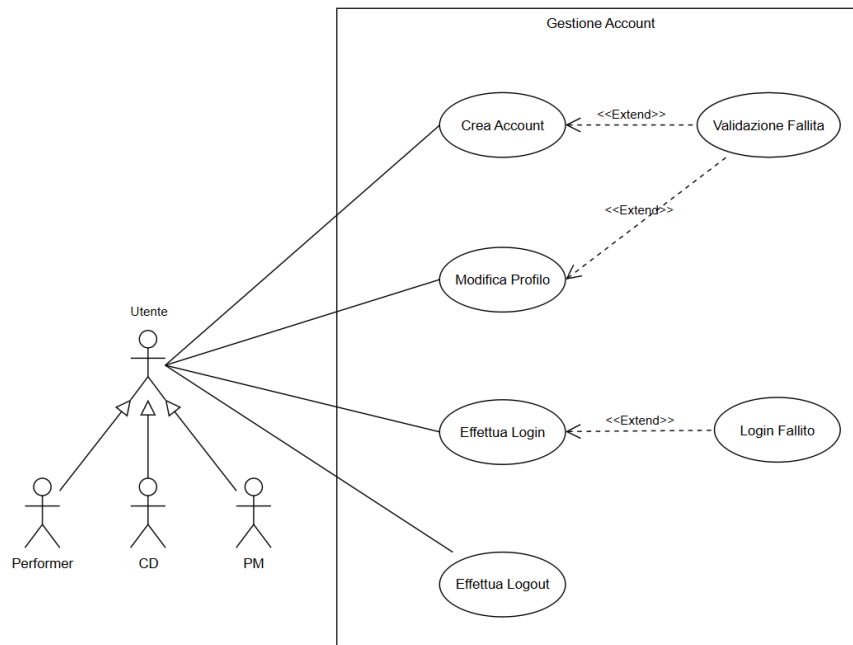 Gestione Account
Crea Account
<<Extend>>
Validazione Fallita
<<Extend>>
Modifica Profilo
Utente
Effettua Login
<<Extend>>
Login Fallito
Performer
CD
PM
Effettua Logout